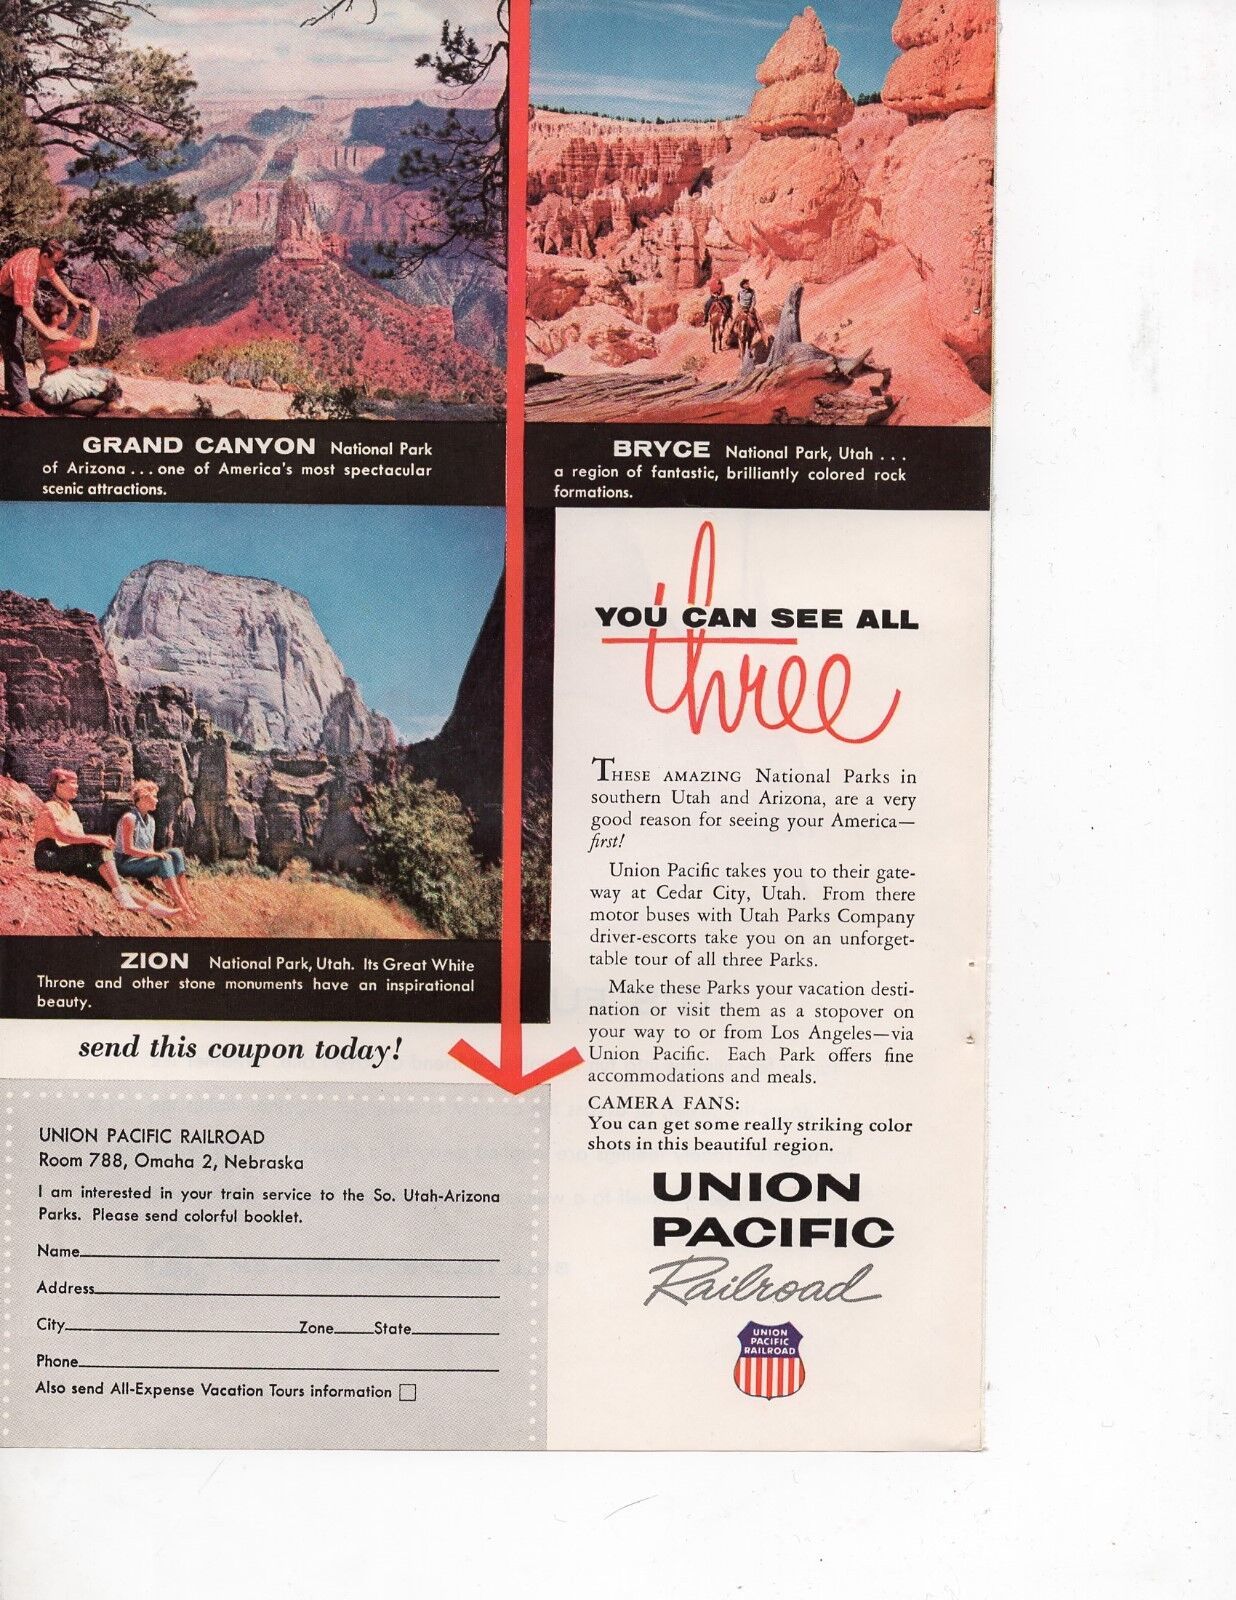 GRAND CANYON National Park
of Arizona ... one of America's most spectacular
scenic attractions.
BRYCE National Park, Utah ...
a region of fantastic, brilliantly colored rock
formations.
ZION National Park, Utah. Its Great White
Throne and other stone monuments have an inspirational
beauty.
YOU CAN SEE ALL
three
THESE AMAZING National Parks in
southern Utah and Arizona, are a very
good reason for seeing your America—
first!
Union Pacific takes you to their gate-
way at Cedar City, Utah. From there
motor buses with Utah Parks Company
driver-escorts take you on an unforget-
table tour of all three Parks.
Make these Parks your vacation desti-
nation or visit them as a stopover on
your way to or from Los Angeles—via
Union Pacific. Each Park offers fine
accommodations and meals.
CAMERA FANS:
You can get some really striking color
shots in this beautiful region.
UNION
PACIFIC
Railroad
UNION
PACIFIC
RAILROAD
send this coupon today!
UNION PACIFIC RAILROAD
Room 788, Omaha 2, Nebraska
I am interested in your train service to the So. Utah-Arizona
Parks. Please send colorful booklet.
Name
Address
City Zone State
Phone
Also send All-Expense Vacation Tours information